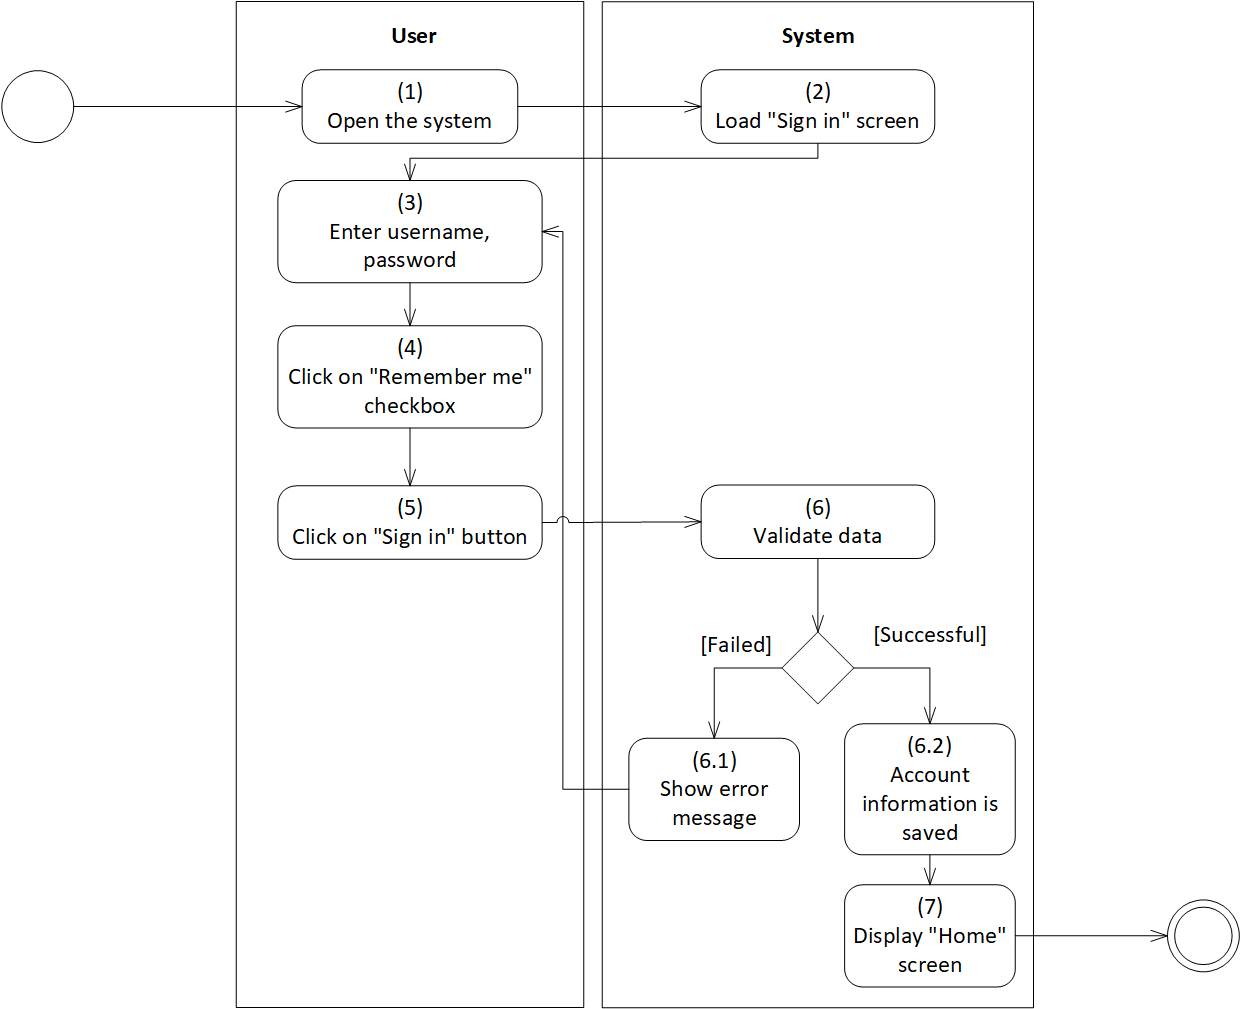 User
System
(1)
Open the system
(2)
Load "Sign in" screen
(3)
Enter username,
password
(4)
Click on "Remember me"
checkbox
(5)
Click on "Sign in" button
(6)
Validate data
[Failed]
[Successful]
(6.1)
Show error
message
(6.2)
Account
information is
saved
(7)
Display "Home"
screen